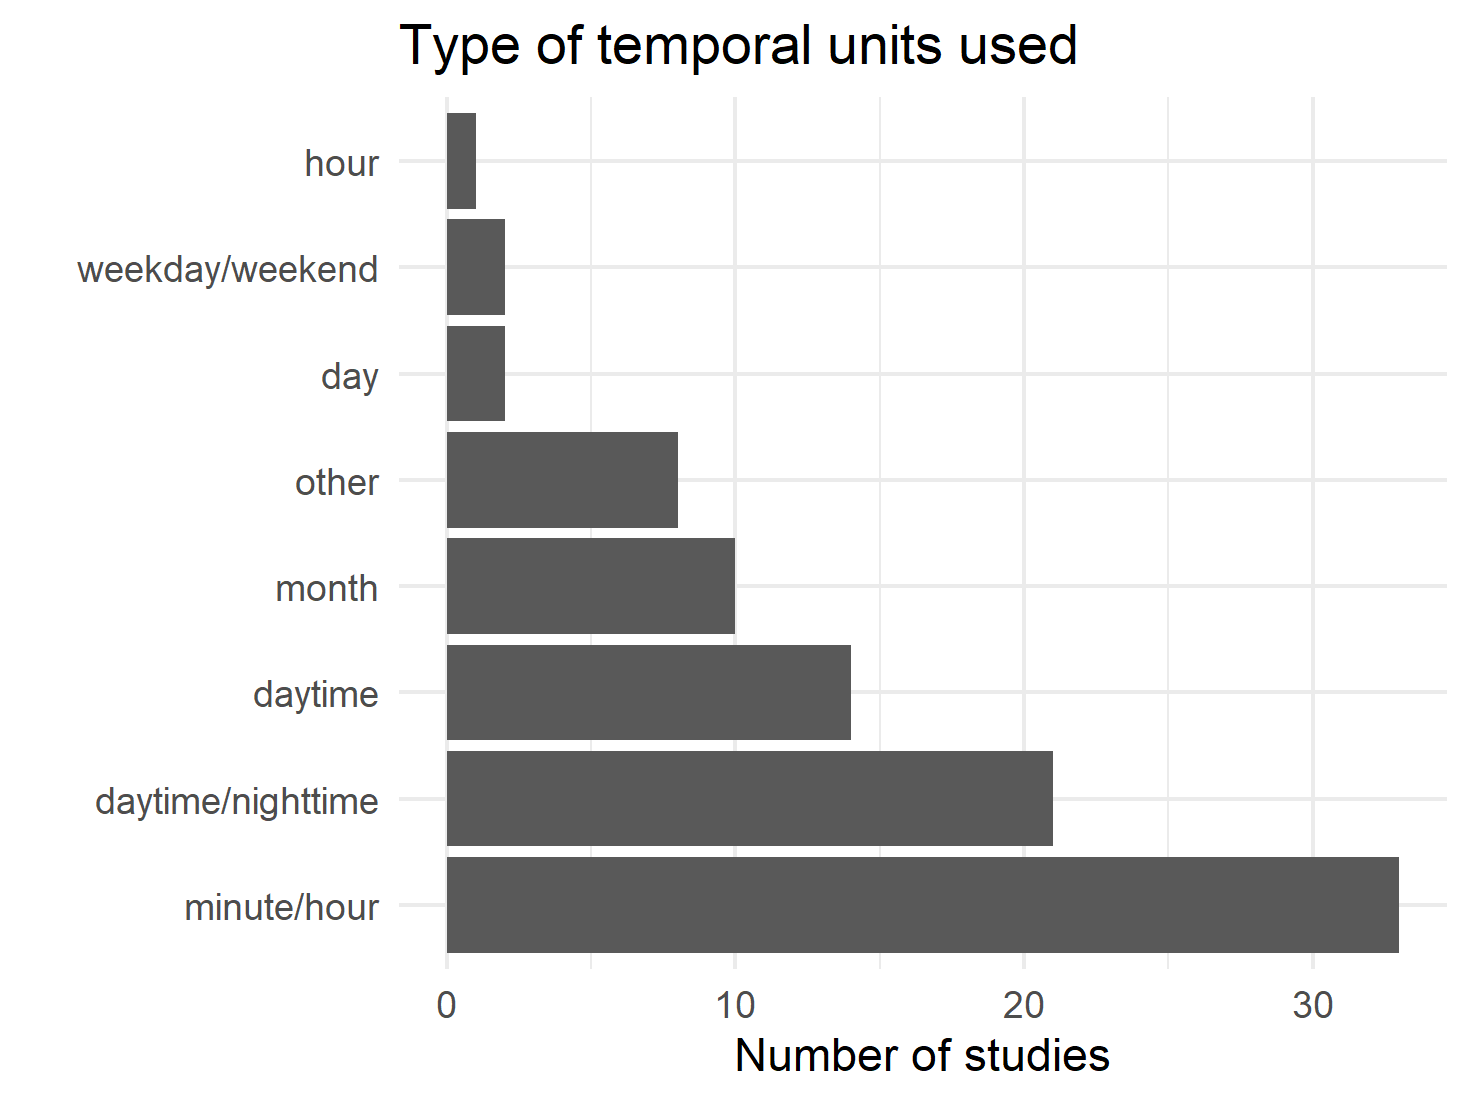 Type of temporal units used
hour
weekday/weekend
day
other
month
daytime
daytime/nighttime
minute/hour
0 10 20 30
Number of studies